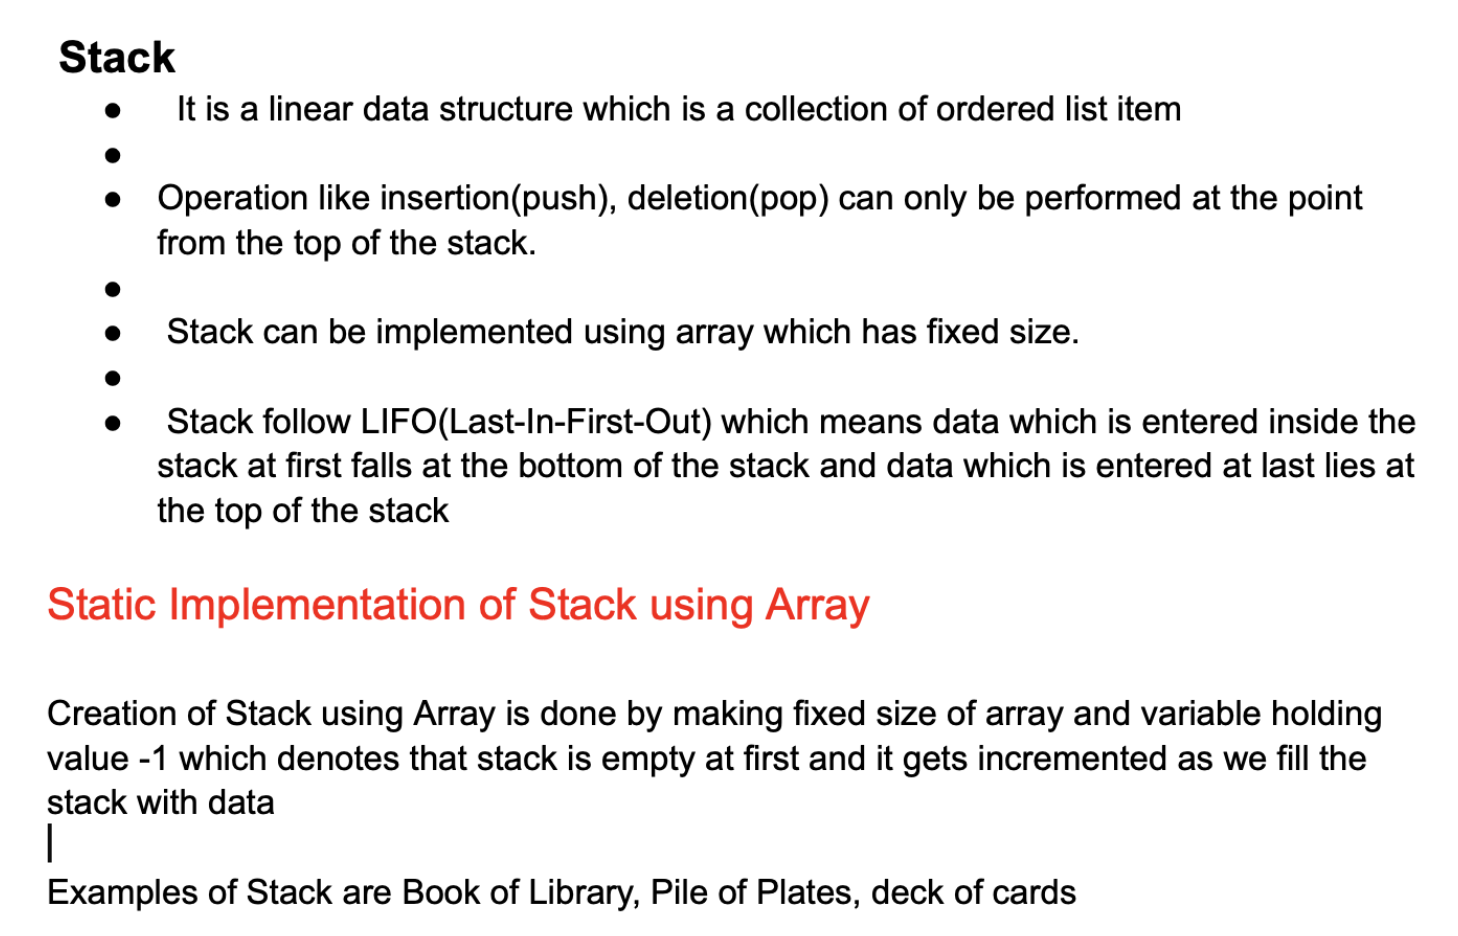 Stack
● It is a linear data structure which is a collection of ordered list item
●
● Operation like insertion(push), deletion(pop) can only be performed at the point
from the top of the stack.
●
● Stack can be implemented using array which has fixed size.
●
● Stack follow LIFO(Last-In-First-Out) which means data which is entered inside the
stack at first falls at the bottom of the stack and data which is entered at last lies at
the top of the stack
Static Implementation of Stack using Array
Creation of Stack using Array is done by making fixed size of array and variable holding
value -1 which denotes that stack is empty at first and it gets incremented as we fill the
stack with data
Examples of Stack are Book of Library, Pile of Plates, deck of cards